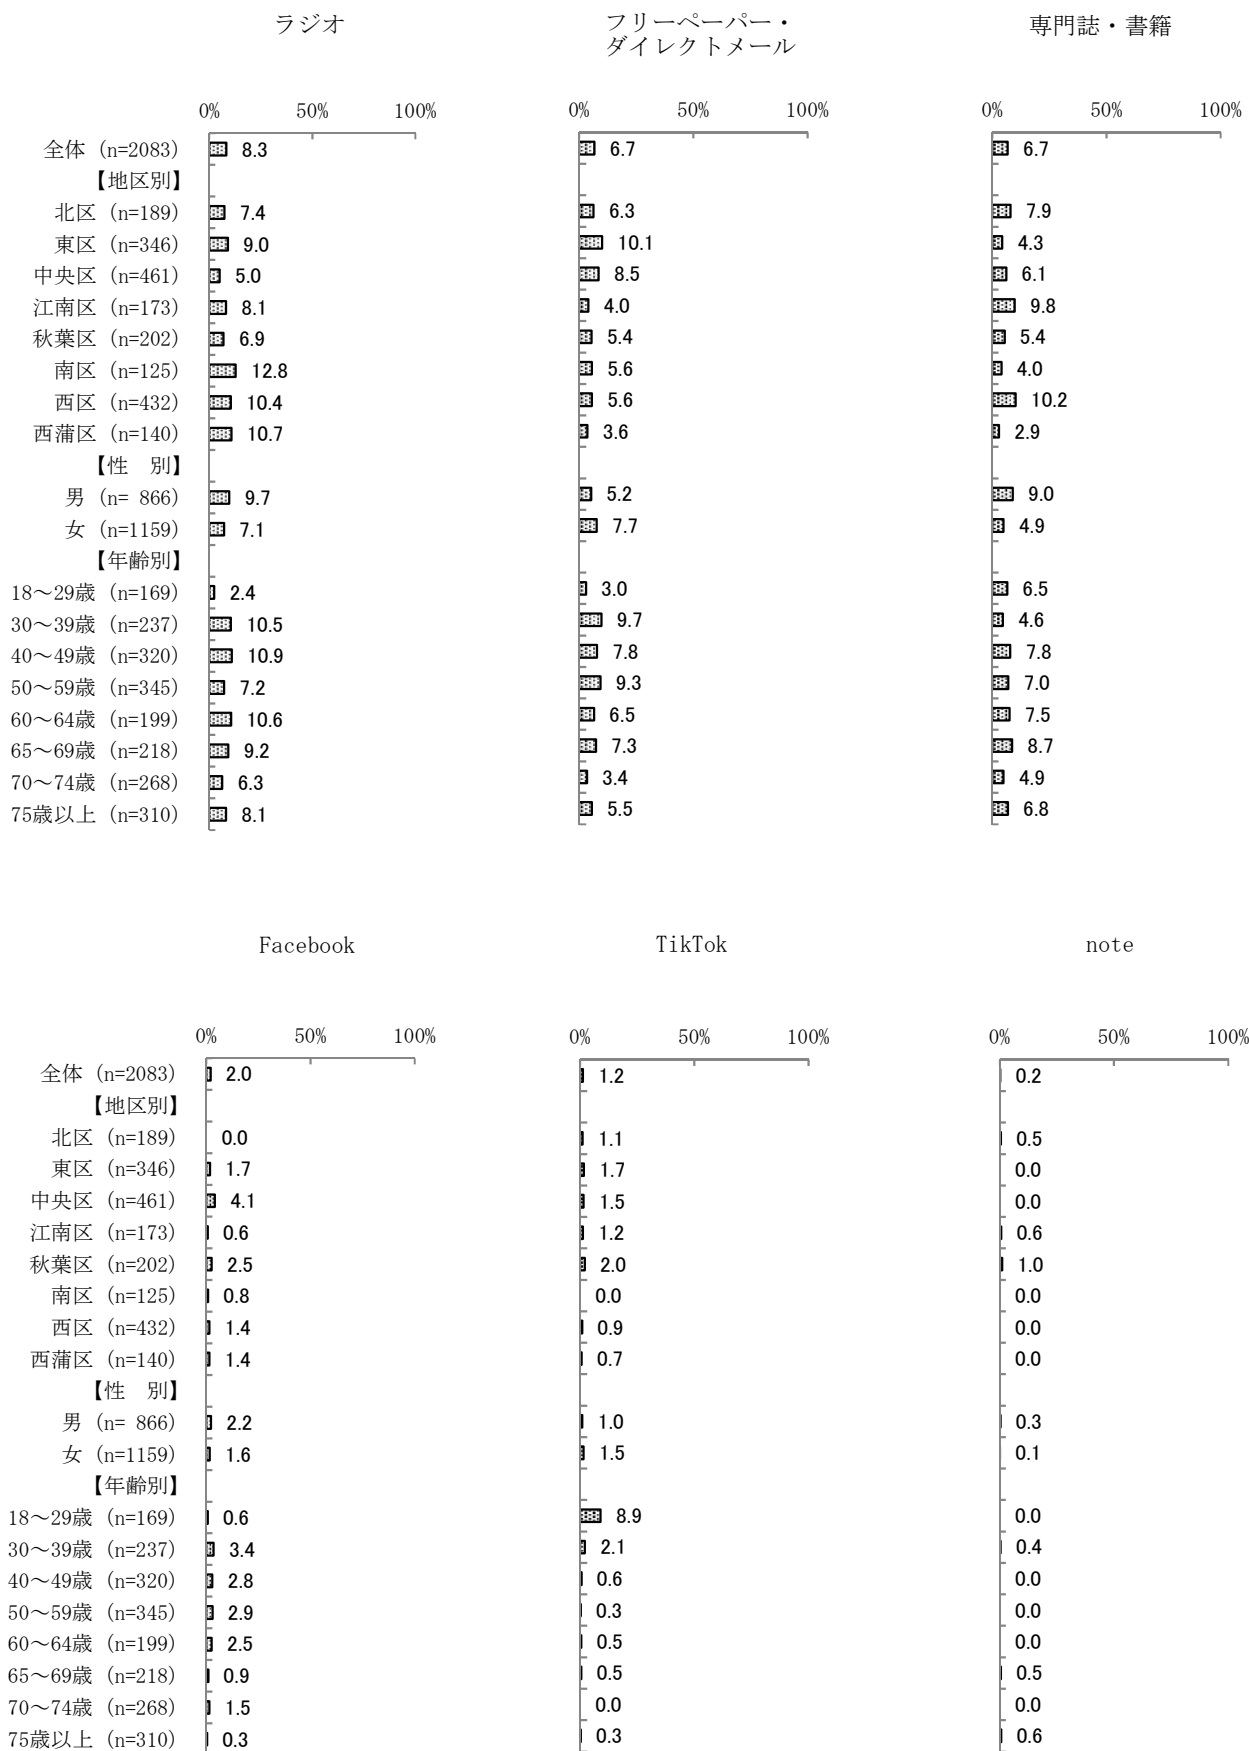 ラジオ
フリーペーパー・
ダイレクトメール
専門誌・書籍
0% 50% 100% 0% 50% 100% 0% 50% 100%
全体 (n=2083) 8.3 6.7 6.7
【地区別】
北区 (n=189) 7.4 6.3 7.9
東区 (n=346) 9.0 10.1 4.3
中央区 (n=461) 5.0 8.5 6.1
江南区 (n=173) 8.1 4.0 9.8
秋葉区 (n=202) 6.9 5.4 5.4
南区 (n=125) 12.8 5.6 4.0
西区 (n=432) 10.4 5.6 10.2
西蒲区 (n=140) 10.7 3.6 2.9
【性　別】
男 (n= 866) 9.7 5.2 9.0
女 (n=1159) 7.1 7.7 4.9
【年齢別】
18～29歳 (n=169) 2.4 3.0 6.5
30～39歳 (n=237) 10.5 9.7 4.6
40～49歳 (n=320) 10.9 7.8 7.8
50～59歳 (n=345) 7.2 9.3 7.0
60～64歳 (n=199) 10.6 6.5 7.5
65～69歳 (n=218) 9.2 7.3 8.7
70～74歳 (n=268) 6.3 3.4 4.9
75歳以上 (n=310) 8.1 5.5 6.8
Facebook TikTok note
0% 50% 100% 0% 50% 100% 0% 50% 100%
全体 (n=2083) 2.0 1.2 0.2
【地区別】
北区 (n=189) 0.0 1.1 0.5
東区 (n=346) 1.7 1.7 0.0
中央区 (n=461) 4.1 1.5 0.0
江南区 (n=173) 0.6 1.2 0.6
秋葉区 (n=202) 2.5 2.0 1.0
南区 (n=125) 0.8 0.0 0.0
西区 (n=432) 1.4 0.9 0.0
西蒲区 (n=140) 1.4 0.7 0.0
【性　別】
男 (n= 866) 2.2 1.0 0.3
女 (n=1159) 1.6 1.5 0.1
【年齢別】
18～29歳 (n=169) 0.6 8.9 0.0
30～39歳 (n=237) 3.4 2.1 0.4
40～49歳 (n=320) 2.8 0.6 0.0
50～59歳 (n=345) 2.9 0.3 0.0
60～64歳 (n=199) 2.5 0.5 0.0
65～69歳 (n=218) 0.9 0.5 0.5
70～74歳 (n=268) 1.5 0.0 0.0
75歳以上 (n=310) 0.3 0.3 0.6